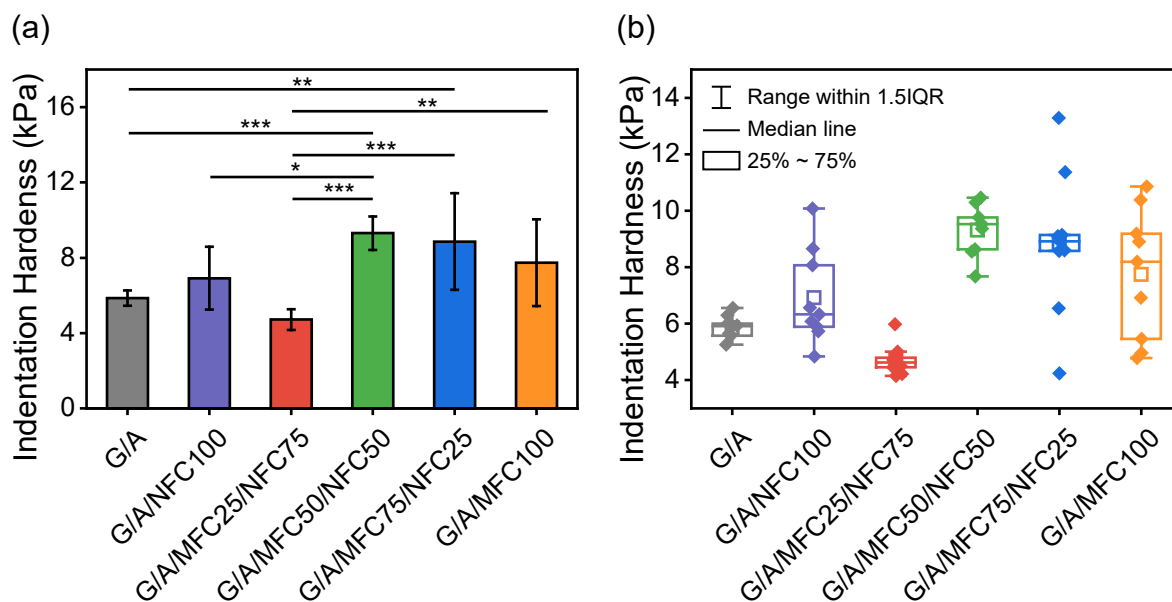 (a)
Indentation Hardenss (kPa)
16
12
8
4
0
**
**
***
***
*
***
G/A
G/A/NFC100
G/A/MFC25/NFC75
G/A/MFC50/NFC50
G/A/MFC75/NFC25
G/A/MFC100
(b)
Indentation Hardness (kPa)
14
12
10
8
6
4
Range within 1.5IQR
Median line
25% ~ 75%
G/A
G/A/NFC100
G/A/MFC25/NFC75
G/A/MFC50/NFC50
G/A/MFC75/NFC25
G/A/MFC100